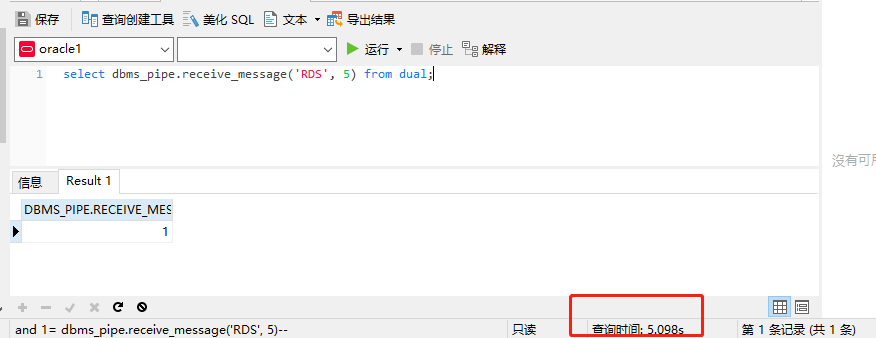 保存 查询创建工具 美化 SQL 文本 导出结果
oracle1 运行 停止 解释
1 select dbms_pipe.receive_message('RDS', 5) from dual;
沒有可用
信息 Result 1
DBMS_PIPE.RECEIVE_MES
1
and 1= dbms_pipe.receive_message('RDS', 5)-- 只读 查询时间: 5.098s 第 1 条记录 (共 1 条)